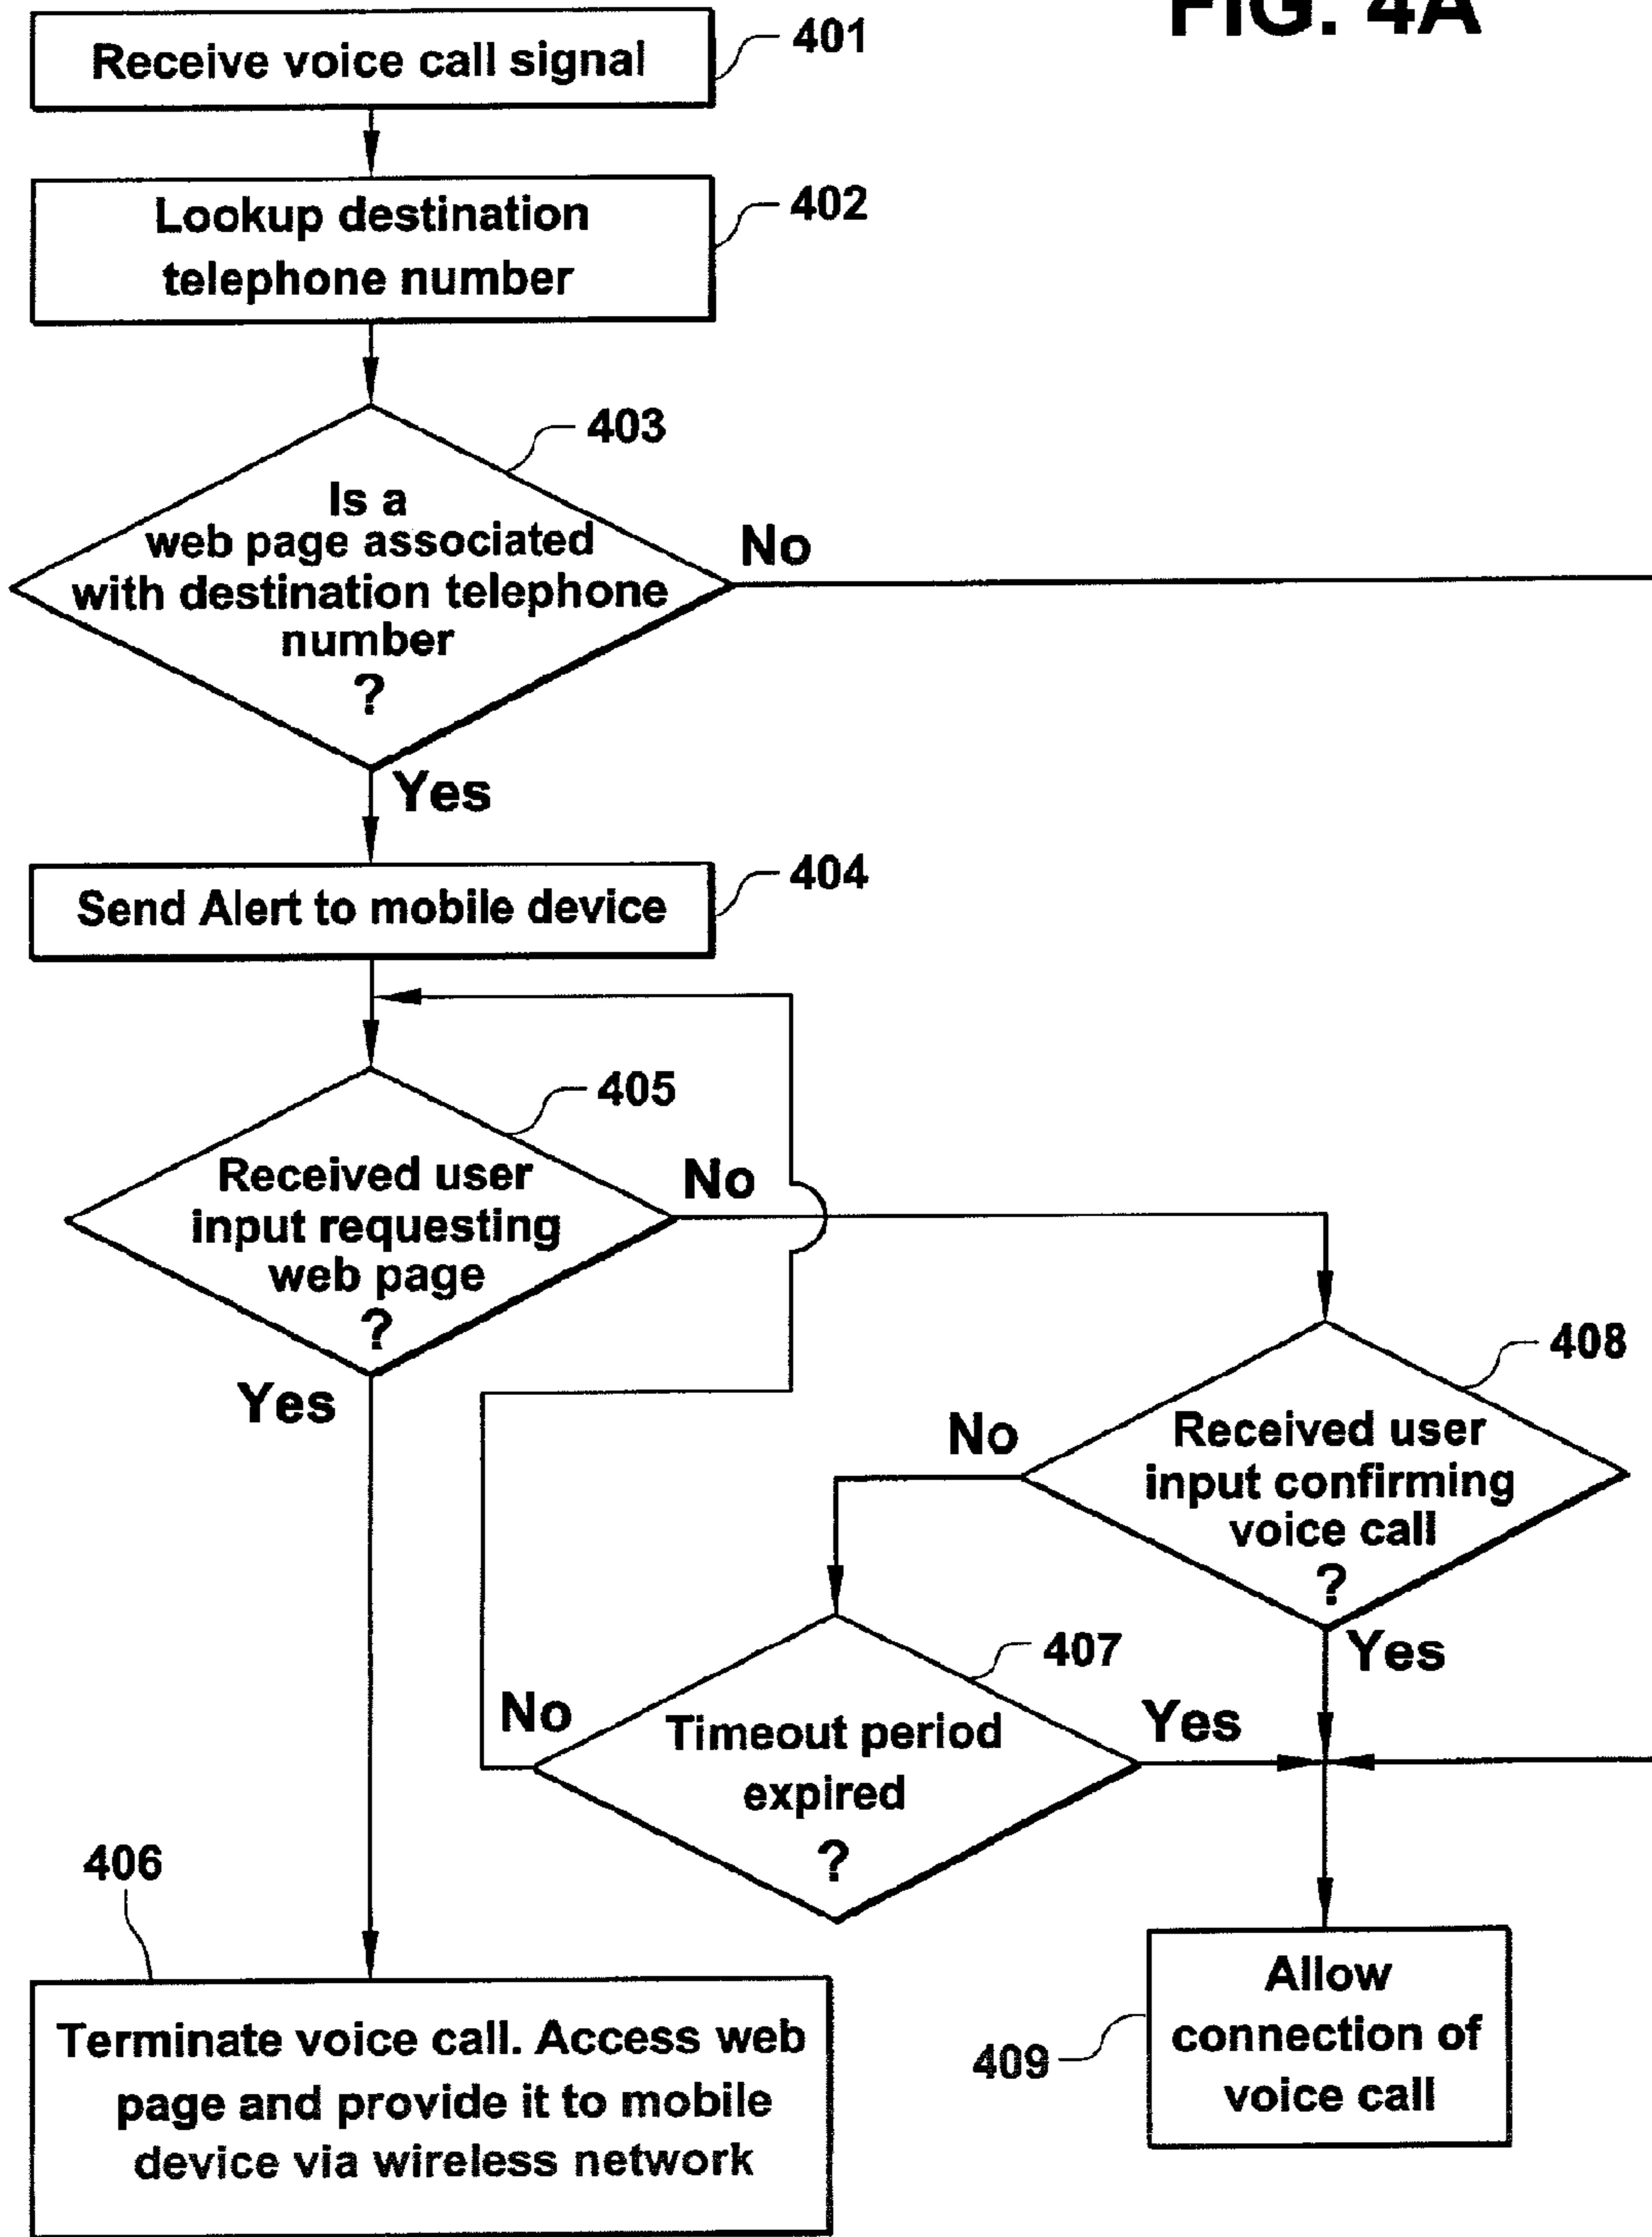 FIG. 4A
Receive voice call signal
401
Lookup destination
telephone number
402
403
Is a
web page associated
with destination telephone
number
?
No
Yes
Send Alert to mobile device
404
405
Received user
input requesting
web page
?
No
Yes
408
Received user
input confirming
voice call
?
No
Yes
407
Timeout period
expired
?
No
Yes
406
Terminate voice call. Access web
page and provide it to mobile
device via wireless network
409
Allow
connection of
voice call